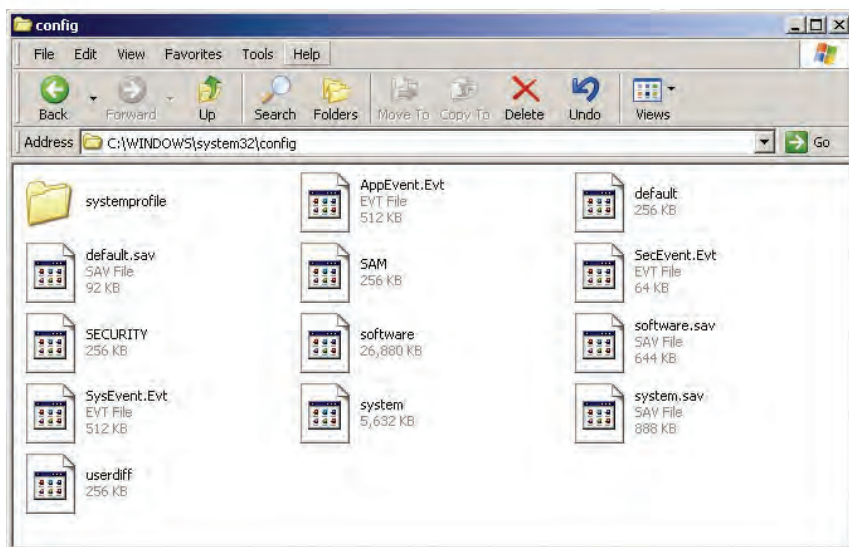 config
File Edit View Favorites Tools Help
Back Forward Up Search Folders Move To Copy To Delete Undo Views
Address C:\WINDOWS\system32\config Go
systemprofile
AppEvent.Evt
EVT File
512 KB
default
256 KB
default.sav
SAV File
92 KB
SAM
256 KB
SecEvent.Evt
EVT File
64 KB
SECURITY
256 KB
software
26,880 KB
software.sav
SAV File
644 KB
SysEvent.Evt
EVT File
512 KB
system
5,632 KB
system.sav
SAV File
888 KB
userdiff
256 KB